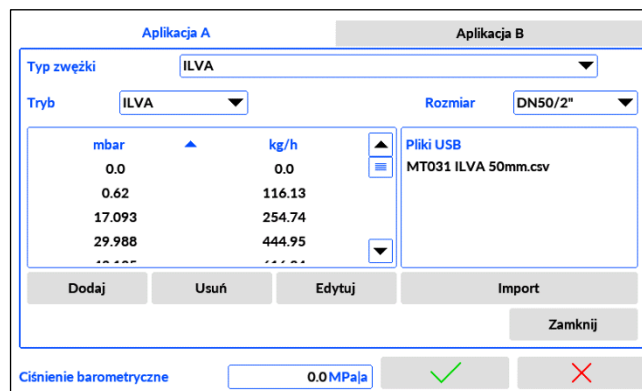 Aplikacja A Aplikacja B
Typ zwężki ILVA
Tryb ILVA Rozmiar DN50/2"
mbar kg/h Pliki USB
0.0 0.0 MT031 ILVA 50mm.csv
0.62 116.13
17.093 254.74
29.988 444.95
Dodaj Usuń Edytuj Import
Zamknij
Ciśnienie barometryczne 0.0 MPa|a